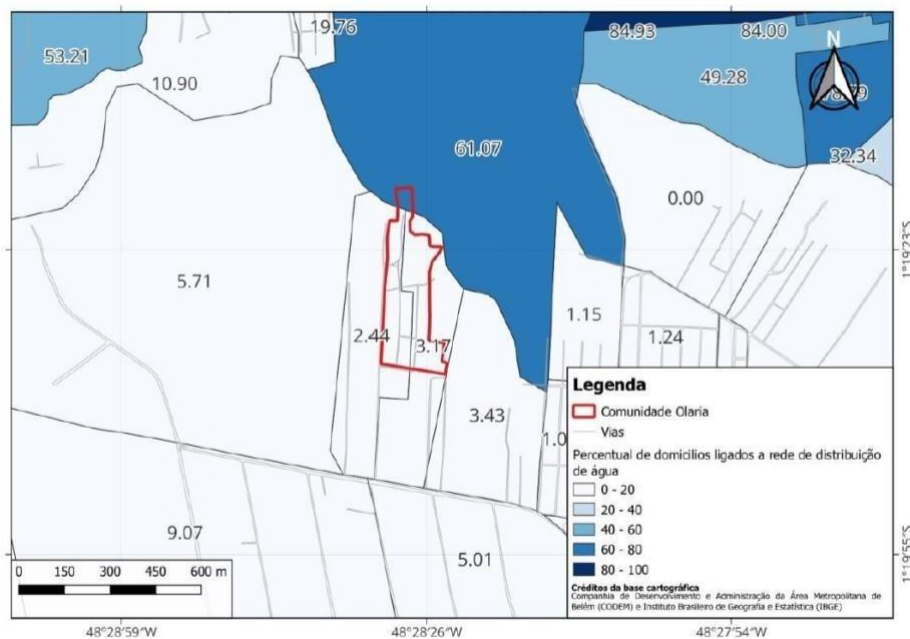 19.76
84.93
84.00
N
53.21
49.28
10.90
61.07
32.34
0.00
1°19'23"S
5.71
1.15
2.44
3.17
1.24
Legenda
Comunidade Olaria
3.43
Vias
1.0
Percentual de domicilios ligados a rede de distribuição
de água
0 - 20
20 - 40
9.07
40 - 60
5.01
60 - 80
1°19'55"S
0 150 300 450 600 m
80 - 100
Créditos da base cartográfica
Companhia de Desenvolvimento e Administração da Área Metropolitana de
Belém (CODEM) e Instituto Brasileiro de Geografia e Estatística (IBGE)
48°28'59"W
48°28'26"W
48°27'54"W